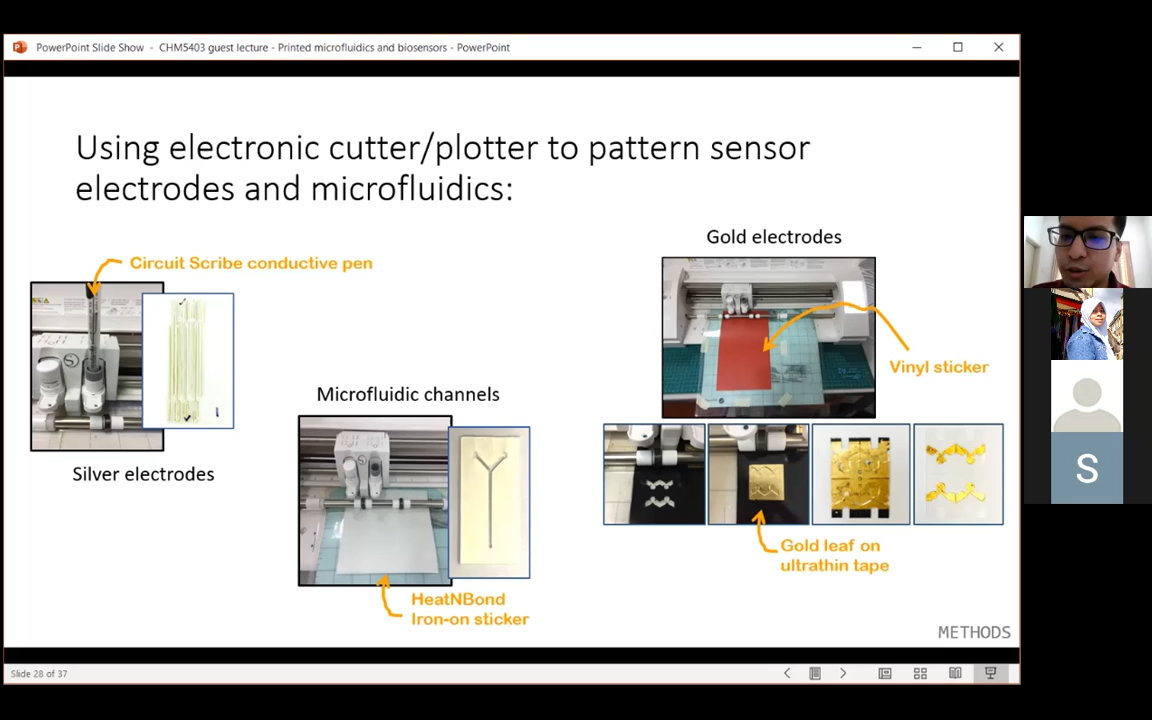 PowerPoint Slide Show - CHM5403 guest lecture - Printed microfluidics and biosensors - PowerPoint
Using electronic cutter/plotter to pattern sensor
electrodes and microfluidics:
Circuit Scribe conductive pen
Silver electrodes
Microfluidic channels
HeatNBond
Iron-on sticker
Gold electrodes
Vinyl sticker
Gold leaf on
ultrathin tape
METHODS
S
Slide 28 of 37